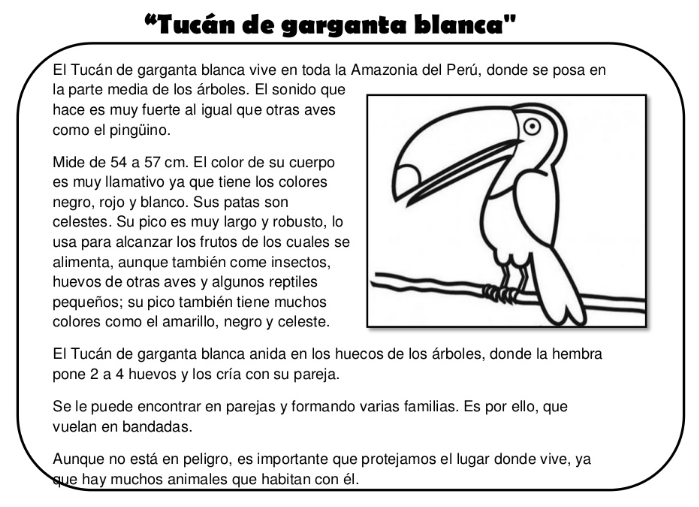 “Tucán de garganta blanca"
El Tucán de garganta blanca vive en toda la Amazonia del Perú, donde se posa en
la parte media de los árboles. El sonido que
hace es muy fuerte al igual que otras aves
como el pingüino.
Mide de 54 a 57 cm. El color de su cuerpo
es muy llamativo ya que tiene los colores
negro, rojo y blanco. Sus patas son
celestes. Su pico es muy largo y robusto, lo
usa para alcanzar los frutos de los cuales se
alimenta, aunque también come insectos,
huevos de otras aves y algunos reptiles
pequeños; su pico también tiene muchos
colores como el amarillo, negro y celeste.
El Tucán de garganta blanca anida en los huecos de los árboles, donde la hembra
pone 2 a 4 huevos y los cría con su pareja.
Se le puede encontrar en parejas y formando varias familias. Es por ello, que
vuelan en bandadas.
Aunque no está en peligro, es importante que protejamos el lugar donde vive, ya
que hay muchos animales que habitan con él.